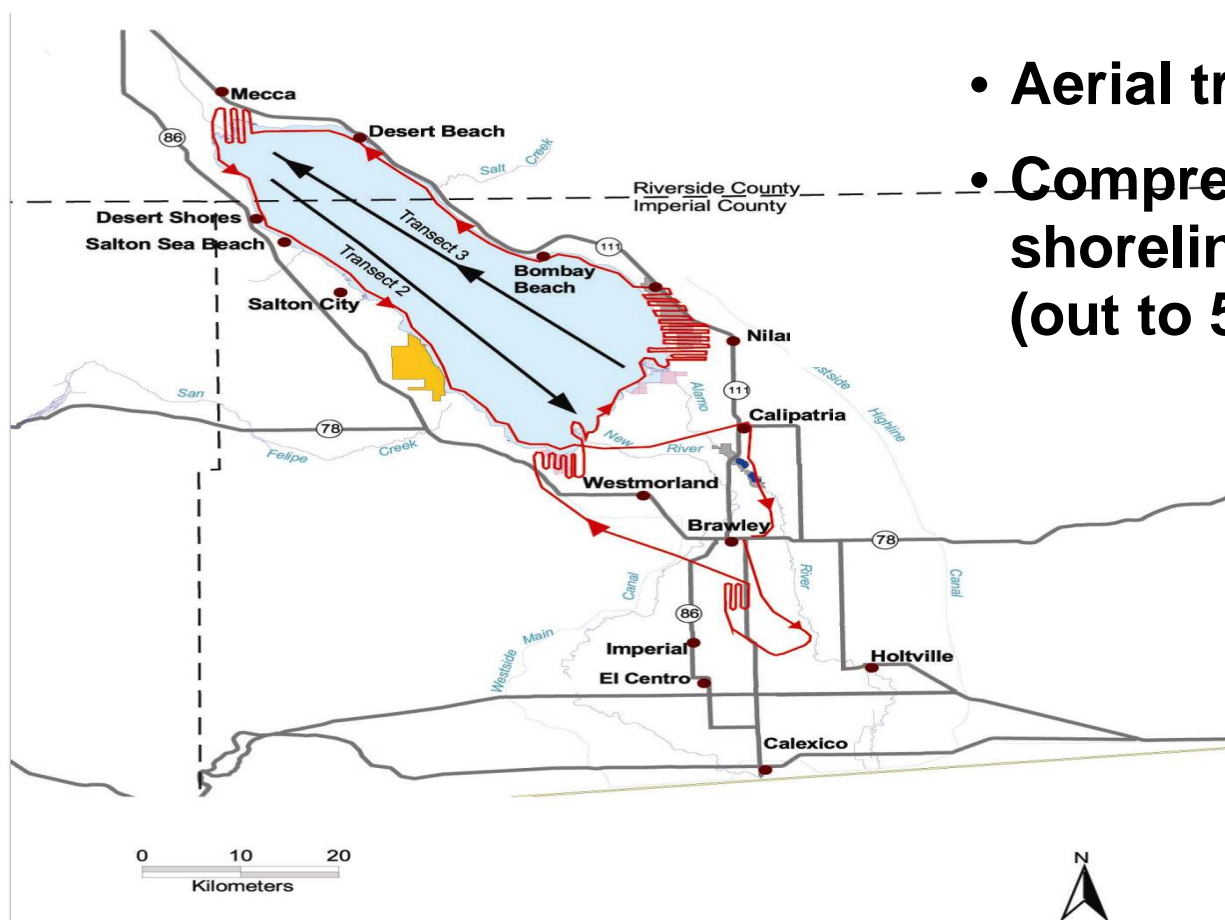 • Aerial tr
Mecca
86
Desert Beach
Salt Creek
• Compre
Riverside County
Imperial County
Desert Shores
Salton Sea Beach
shorelin
Transect 3
Transect 2
111
Bombay
Beach
Salton City
(out to 5
Nilan
stside
Highline
Canal
San
Felipe
Creek
78
111
Alamo
River
Calipatria
New
River
Westmorland
Brawley
78
Canal
Westside Main
86
Imperial
El Centro
Holtville
Calexico
0 10 20
Kilometers
N